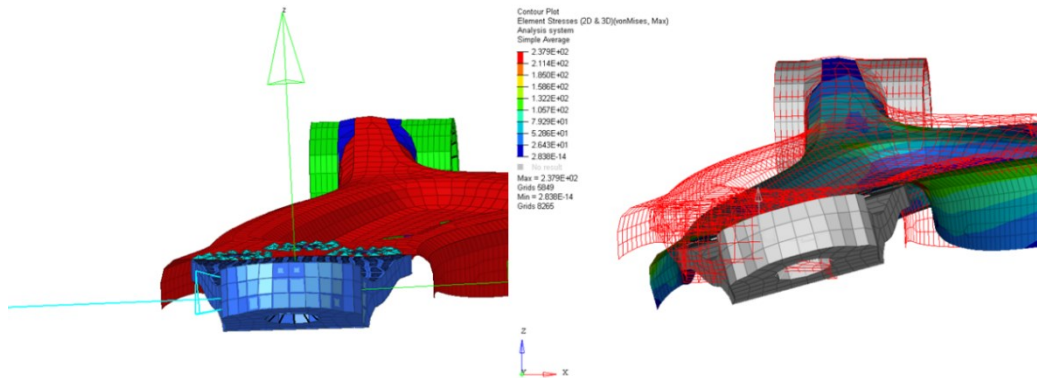 z
Contour Plot
Element Stresses (2D & 3D)(vonMises, Max)
Analysis system
Simple Average
2.379E+02
2.114E+02
1.850E+02
1.586E+02
1.322E+02
1.057E+02
7.929E+01
5.286E+01
2.643E+01
2.838E-14
No result
Max = 2.379E+02
Grids 5849
Min = 2.838E-14
Grids 8265
Z
Y X